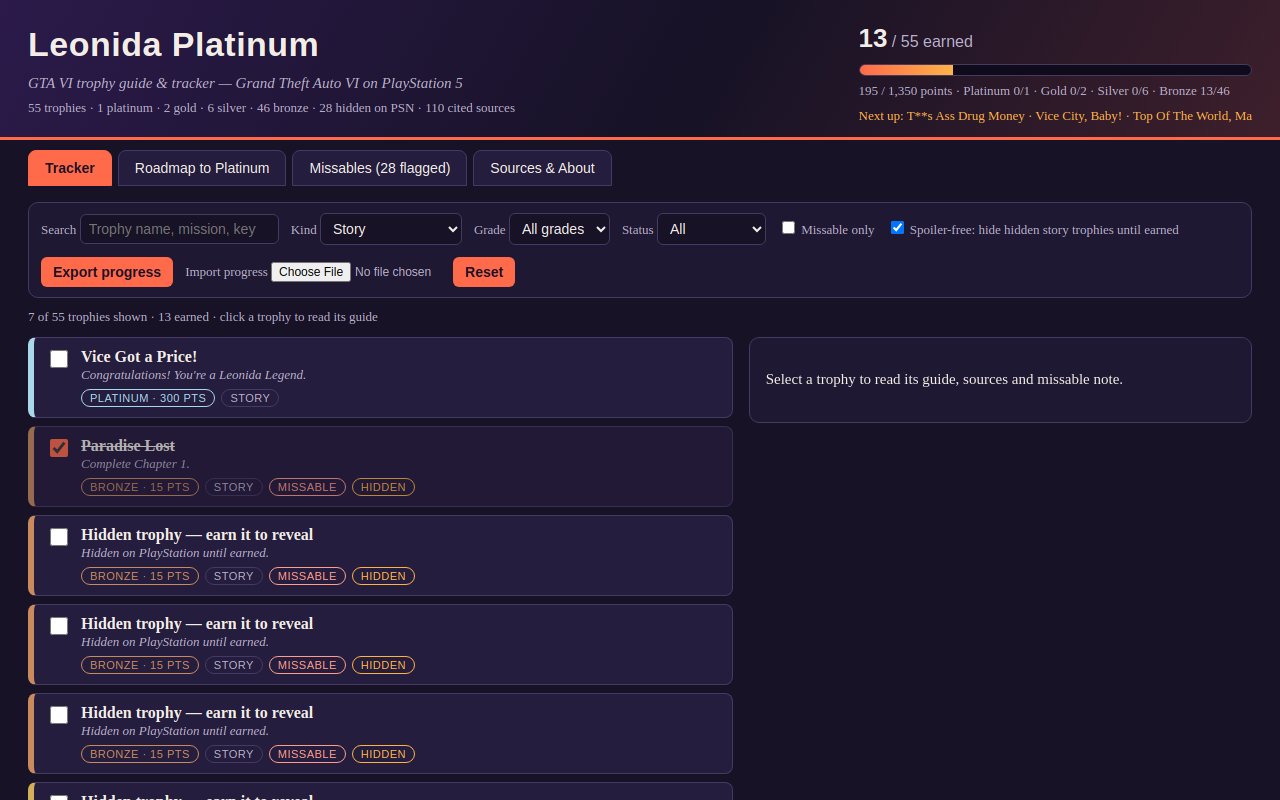 Leonida Platinum
GTA VI trophy guide & tracker — Grand Theft Auto VI on PlayStation 5
55 trophies · 1 platinum · 2 gold · 6 silver · 46 bronze · 28 hidden on PSN · 110 cited sources
13 / 55 earned
195 / 1,350 points · Platinum 0/1 · Gold 0/2 · Silver 0/6 · Bronze 13/46
Next up: T**s Ass Drug Money · Vice City, Baby! · Top Of The World, Ma
Tracker
Roadmap to Platinum
Missables (28 flagged)
Sources & About
Search Trophy name, mission, key Kind Story Grade All grades Status All Missable only Spoiler-free: hide hidden story trophies until earned
Export progress Import progress Choose File No file chosen Reset
7 of 55 trophies shown · 13 earned · click a trophy to read its guide
Vice Got a Price!
Congratulations! You're a Leonida Legend.
PLATINUM · 300 PTS STORY
Paradise Lost
Complete Chapter 1.
BRONZE · 15 PTS STORY MISSABLE HIDDEN
Hidden trophy — earn it to reveal
Hidden on PlayStation until earned.
BRONZE · 15 PTS STORY MISSABLE HIDDEN
Hidden trophy — earn it to reveal
Hidden on PlayStation until earned.
BRONZE · 15 PTS STORY MISSABLE HIDDEN
Hidden trophy — earn it to reveal
Hidden on PlayStation until earned.
BRONZE · 15 PTS STORY MISSABLE HIDDEN
Hidden trophy — earn it to reveal
Select a trophy to read its guide, sources and missable note.